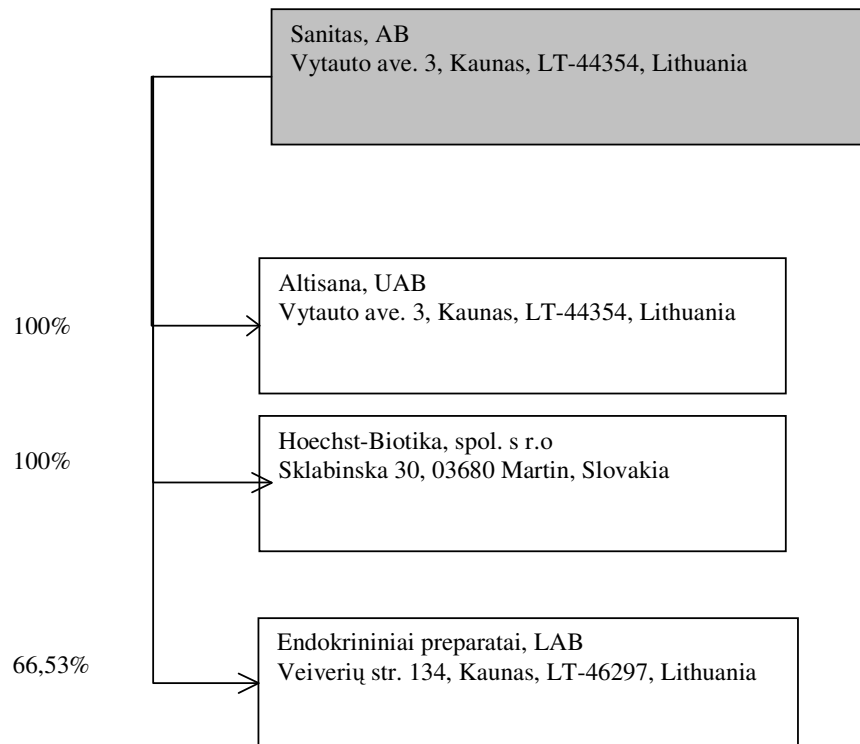 Sanitas, AB
Vytauto ave. 3, Kaunas, LT-44354, Lithuania
Altisana, UAB
Vytauto ave. 3, Kaunas, LT-44354, Lithuania
100%
Hoechst-Biotika, spol. s r.o
Sklabinska 30, 03680 Martin, Slovakia
100%
Endokrininiai preparatai, LAB
Veiverių str. 134, Kaunas, LT-46297, Lithuania
66,53%